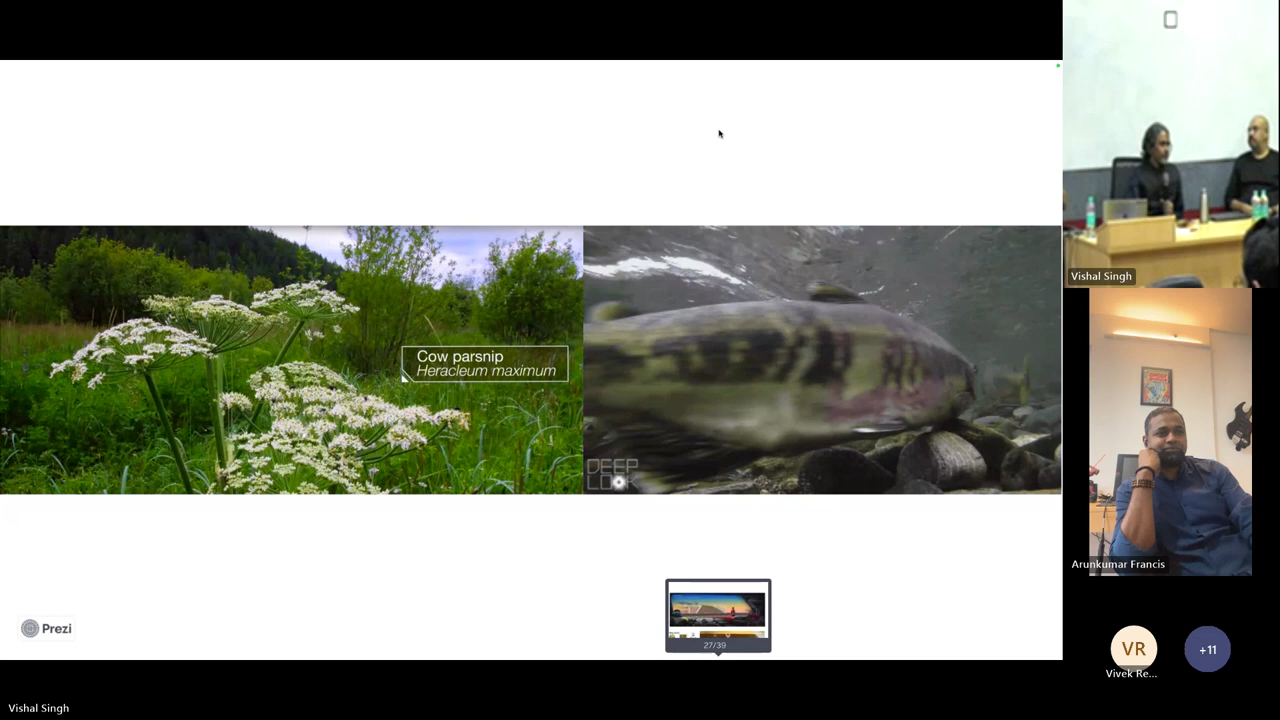 Cow parsnip
Heracleum maximum
DEEP
LOOK
Prezi
27/39
Vishal Singh
Arunkumar Francis
VR
Vivek Re...
+11
Vishal Singh